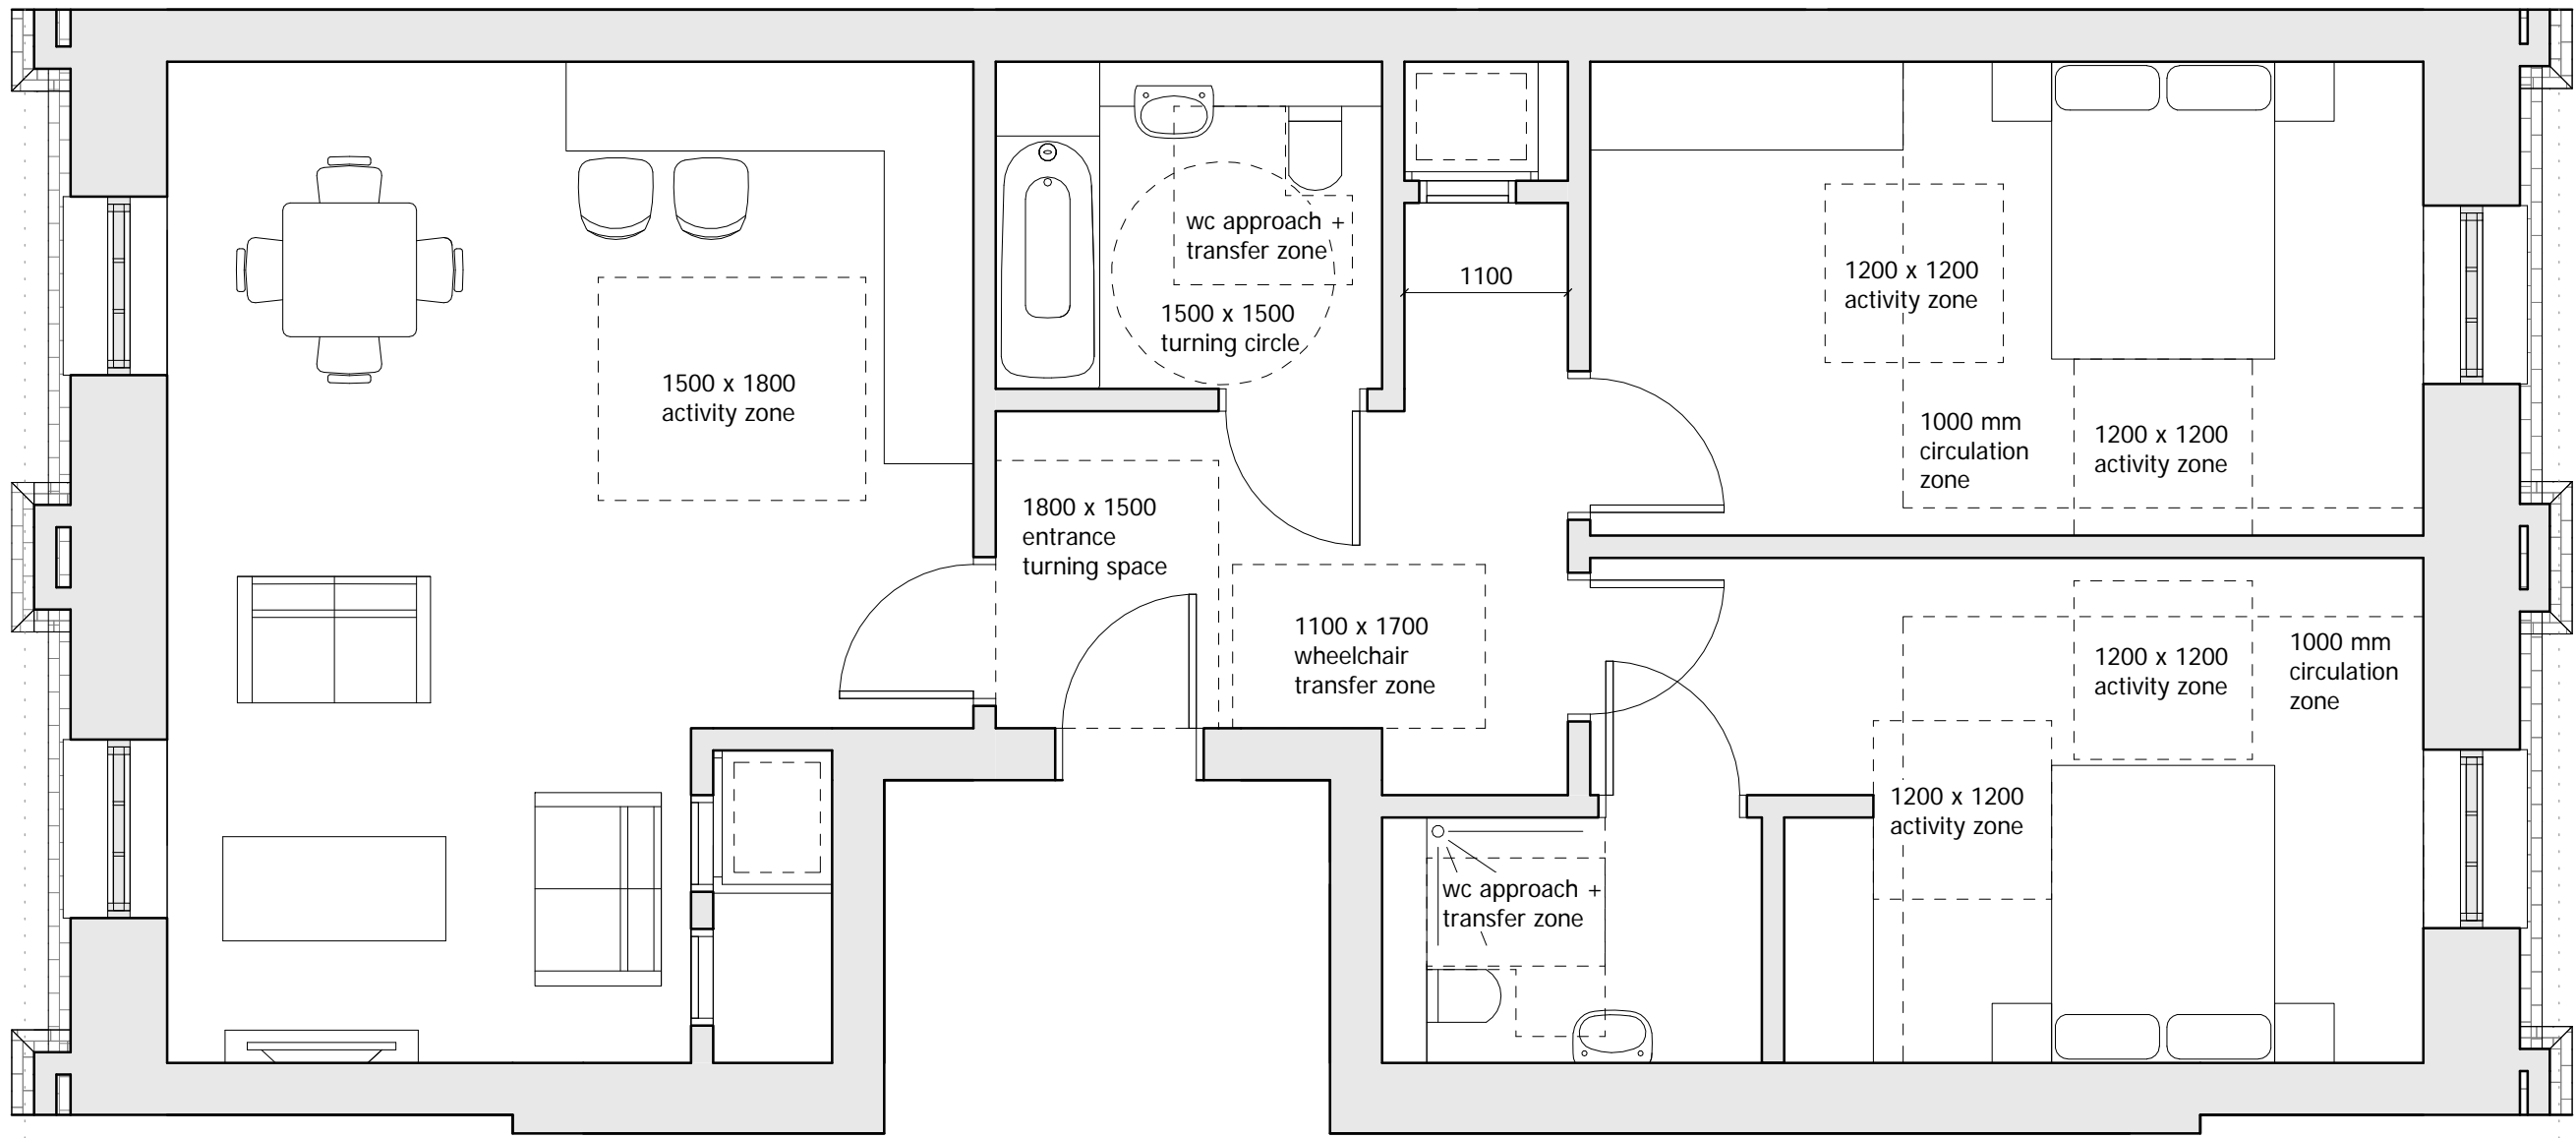 wc approach +
transfer zone
1500 x 1500
turning circle
1100
1200 x 1200
activity zone
1500 x 1800
activity zone
1000 mm
circulation
zone
1200 x 1200
activity zone
1800 x 1500
entrance
turning space
1100 x 1700
wheelchair
transfer zone
1200 x 1200
activity zone
1000 mm
circulation
zone
1200 x 1200
activity zone
wc approach +
transfer zone